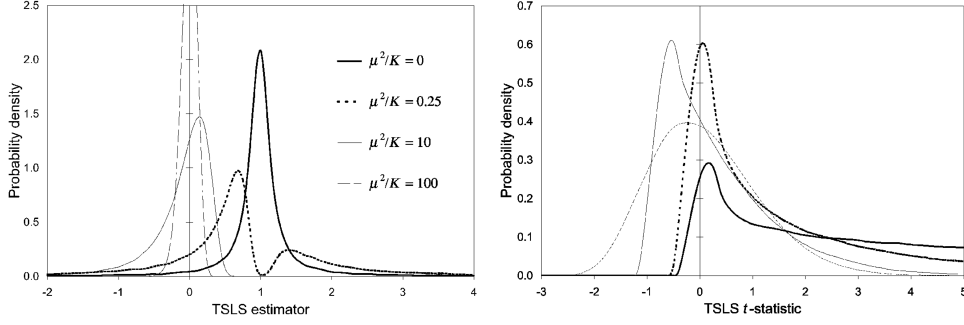 2.5
2.0
1.5
1.0
0.5
0.0
Probability density
-2 -1 0 1 2 3 4
TSLS estimator
μ²/K = 0
μ²/K = 0.25
μ²/K = 10
μ²/K = 100
0.7
0.6
0.5
0.4
0.3
0.2
0.1
0.0
Probability density
-3 -2 -1 0 1 2 3 4 5
TSLS t-statistic